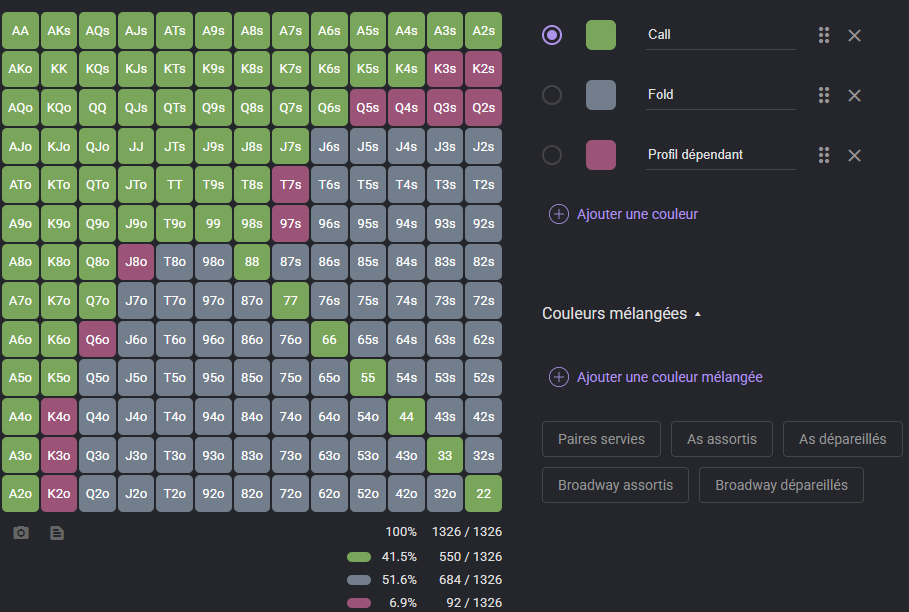 AA AKs AQs AJs ATs A9s A8s A7s A6s A5s A4s A3s A2s
AKo KK KQs KJs KTs K9s K8s K7s K6s K5s K4s K3s K2s
AQo KQo QQ QJs QTs Q9s Q8s Q7s Q6s Q5s Q4s Q3s Q2s
AJo KJo QJo JJ JTs J9s J8s J7s J6s J5s J4s J3s J2s
ATo KTo QTo JTo TT T9s T8s T7s T6s T5s T4s T3s T2s
A9o K9o Q9o J9o T9o 99 98s 97s 96s 95s 94s 93s 92s
A8o K8o Q8o J8o T8o 98o 88 87s 86s 85s 84s 83s 82s
A7o K7o Q7o J7o T7o 97o 87o 77 76s 75s 74s 73s 72s
A6o K6o Q6o J6o T6o 96o 86o 76o 66 65s 64s 63s 62s
A5o K5o Q5o J5o T5o 95o 85o 75o 65o 55 54s 53s 52s
A4o K4o Q4o J4o T4o 94o 84o 74o 64o 54o 44 43s 42s
A3o K3o Q3o J3o T3o 93o 83o 73o 63o 53o 43o 33 32s
A2o K2o Q2o J2o T2o 92o 82o 72o 62o 52o 42o 32o 22
100% 1326 / 1326
41.5% 550 / 1326
51.6% 684 / 1326
6.9% 92 / 1326
Call
Fold
Profil dépendant
Ajouter une couleur
Couleurs mélangées
Ajouter une couleur mélangée
Paires servies As assortis As dépareillés
Broadway assortis Broadway dépareillés